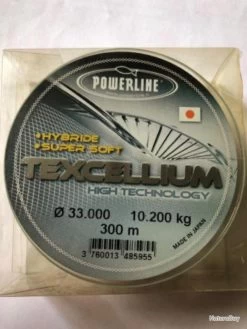 POWERLINE
HYBRIDE
SUPER SOFT
TEXCELLIUM
HIGH TECHNOLOGY
Ø 33.000 10.200 kg
300 m
MADE IN JAPAN
3 760013 485955
NaturaBuy